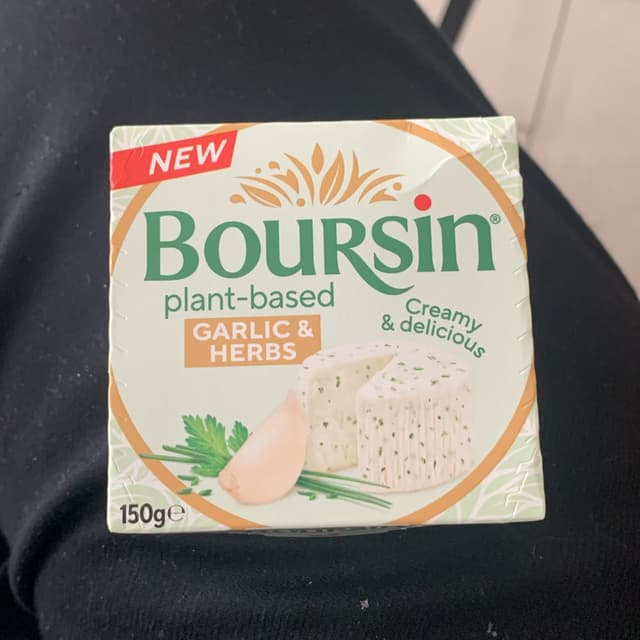 NEW
BOURSiN®
plant-based
GARLIC &
HERBS
Creamy
& delicious
150g℮